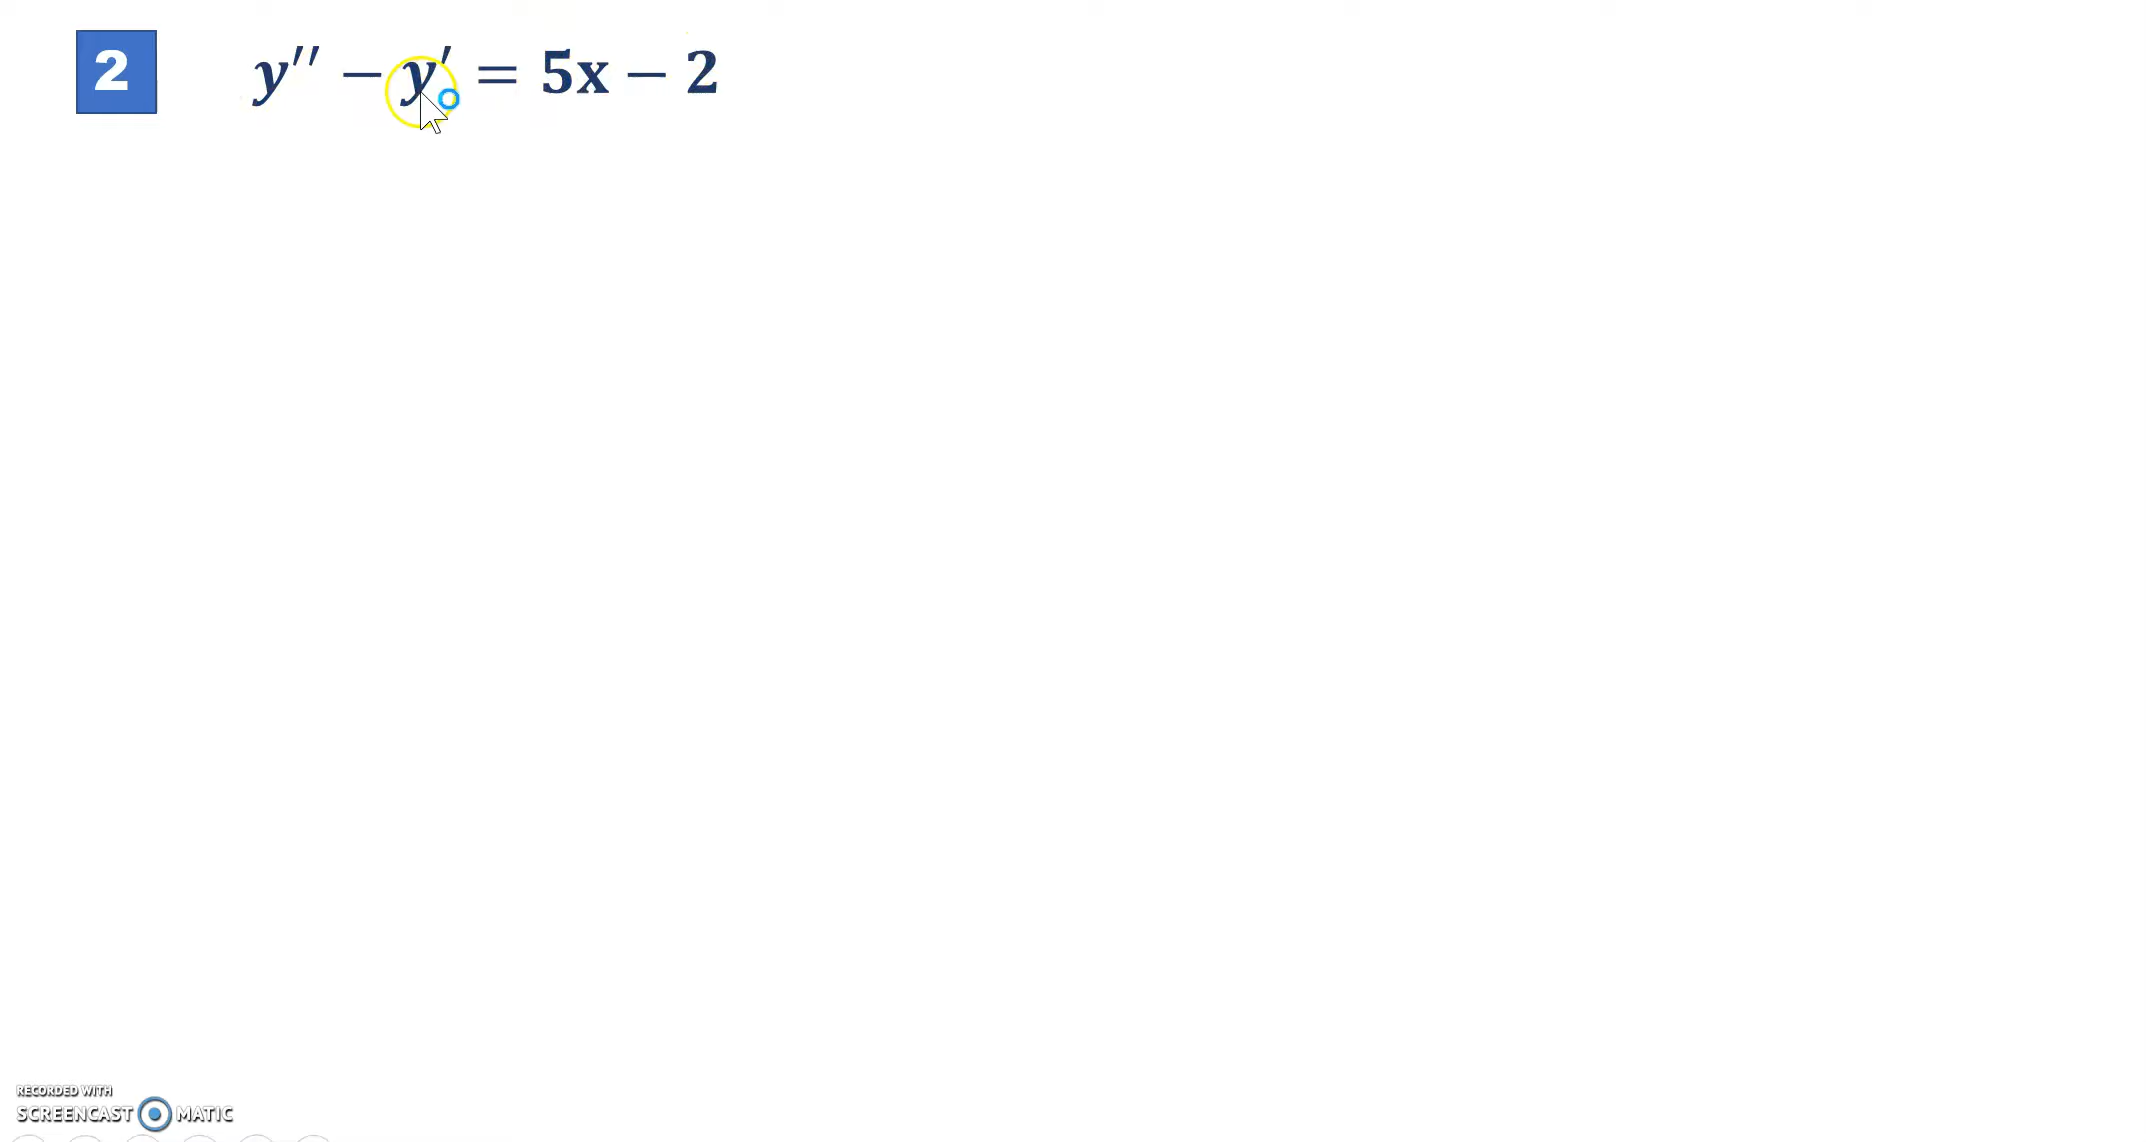 2 y′′ − y′ = 5x − 2
RECORDED WITH
SCREENCAST MATIC